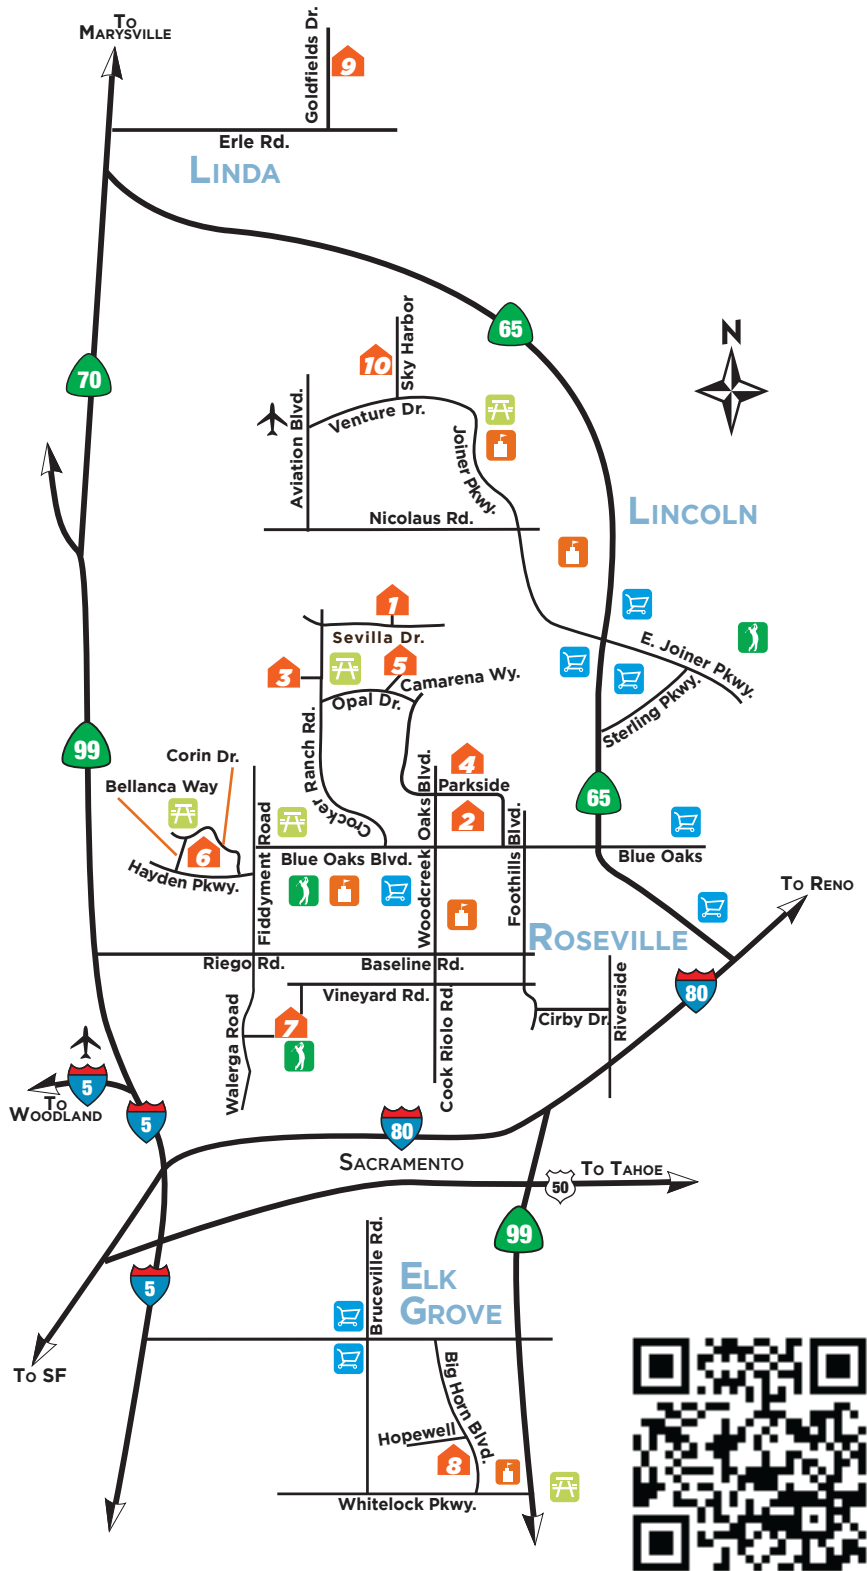 To
Marysville
Goldfields Dr.
9
Erle Rd.
Linda
65
N
Sky Harbor
10
70
Aviation Blvd.
Venture Dr.
Joiner Pkwy.
Lincoln
Nicolaus Rd.
1
Sevilla Dr.
E. Joiner Pkwy.
3
5
Camarena Wy.
Opal Dr.
Sterling Pkwy.
99
Corin Dr.
Crocker Ranch Rd.
Woodcreek Oaks Blvd.
4
Parkside
65
Bellanca Way
2
Fiddyment Road
Foothills Blvd.
6
Blue Oaks Blvd.
Blue Oaks
Hayden Pkwy.
To Reno
Roseville
Riego Rd.
Baseline Rd.
Vineyard Rd.
80
Riverside
7
Cirby Dr.
Walerga Road
Cook Riolo Rd.
5
To
Woodland
5
80
Sacramento
To Tahoe
50
99
Bruceville Rd.
5
Elk
Grove
To SF
Big Horn Blvd.
Hopewell
8
Whitelock Pkwy.